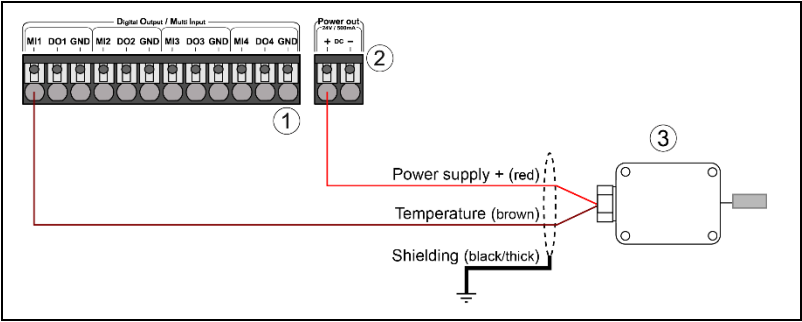 Digital Output / Multi Input
Power out
24V / 500mA
MI1 DO1 GND MI2 DO2 GND MI3 DO3 GND MI4 DO4 GND
+ DC −
2
1
3
Power supply + (red)
Temperature (brown)
Shielding (black/thick)